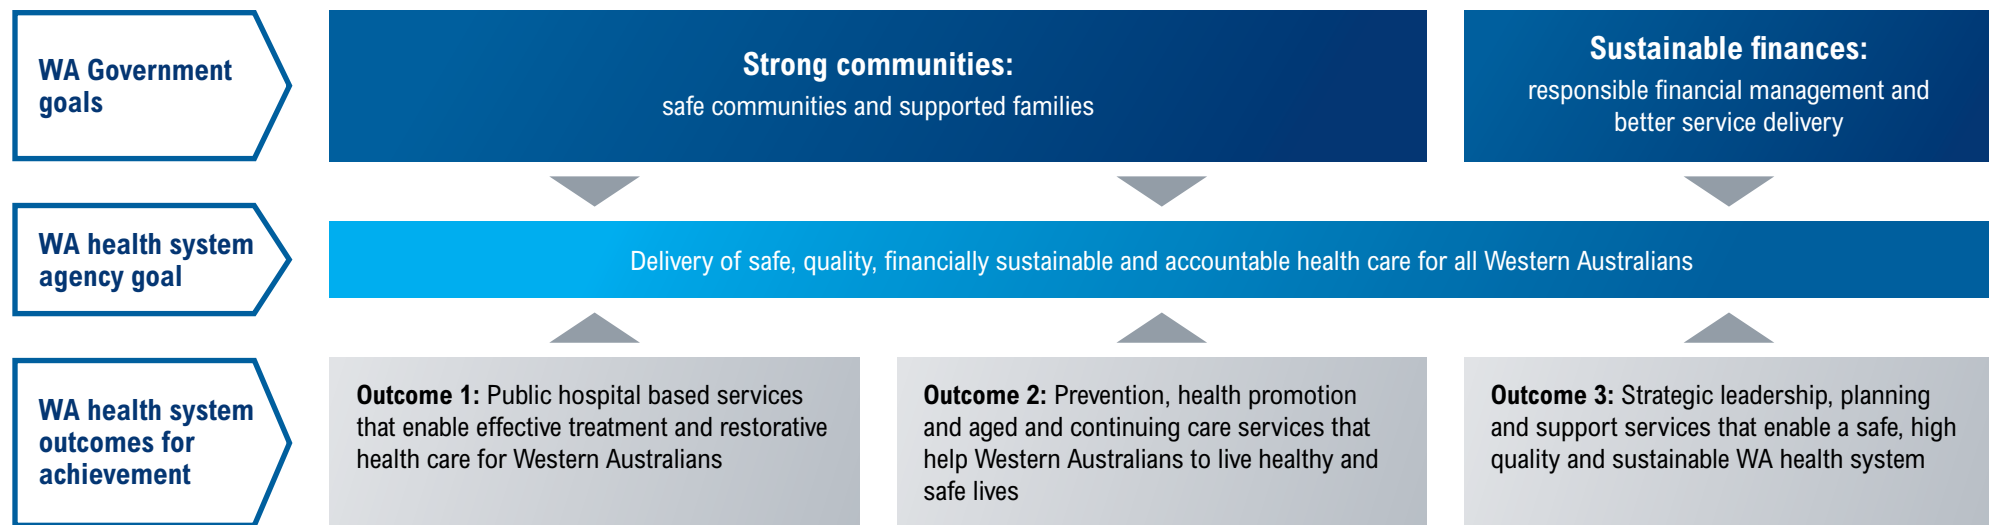 WA Government
goals
Strong communities:
safe communities and supported families
Sustainable finances:
responsible financial management and
better service delivery
WA health system
agency goal
Delivery of safe, quality, financially sustainable and accountable health care for all Western Australians
WA health system
outcomes for
achievement
Outcome 1: Public hospital based services
that enable effective treatment and restorative
health care for Western Australians
Outcome 2: Prevention, health promotion
and aged and continuing care services that
help Western Australians to live healthy and
safe lives
Outcome 3: Strategic leadership, planning
and support services that enable a safe, high
quality and sustainable WA health system